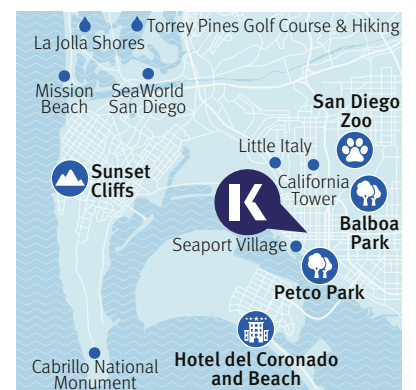 Torrey Pines Golf Course & Hiking
La Jolla Shores
Mission
Beach
SeaWorld
San Diego
San Diego
Zoo
Little Italy
Sunset
Cliffs
California
Tower
K
Balboa
Park
Seaport Village
Petco Park
Hotel del Coronado
and Beach
Cabrillo National
Monument